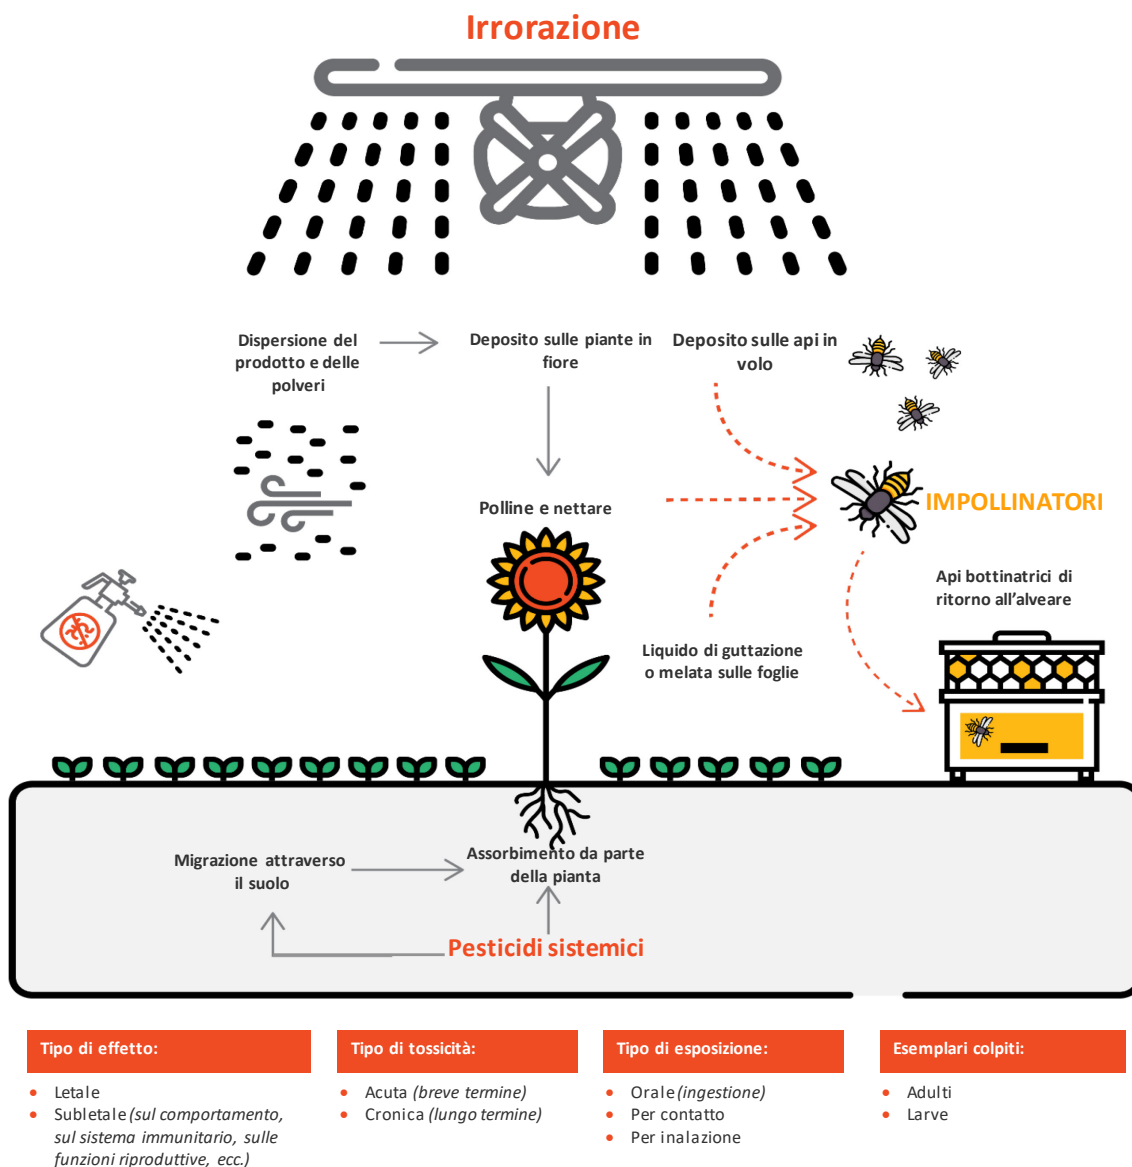 Irrorazione
Dispersione del
prodotto e delle
polveri
Deposito sulle piante in
fiore
Deposito sulle api in
volo
Polline e nettare
IMPOLLINATORI
Api bottinatrici di
ritorno all'alveare
Liquido di guttazione
o melata sulle foglie
Migrazione attraverso
il suolo
Assorbimento da parte
della pianta
Pesticidi sistemici
Tipo di effetto:
• Letale
• Subletale (sul comportamento,
sul sistema immunitario, sulle
funzioni riproduttive, ecc.)
Tipo di tossicità:
• Acuta (breve termine)
• Cronica (lungo termine)
Tipo di esposizione:
• Orale (ingestione)
• Per contatto
• Per inalazione
Esemplari colpiti:
• Adulti
• Larve